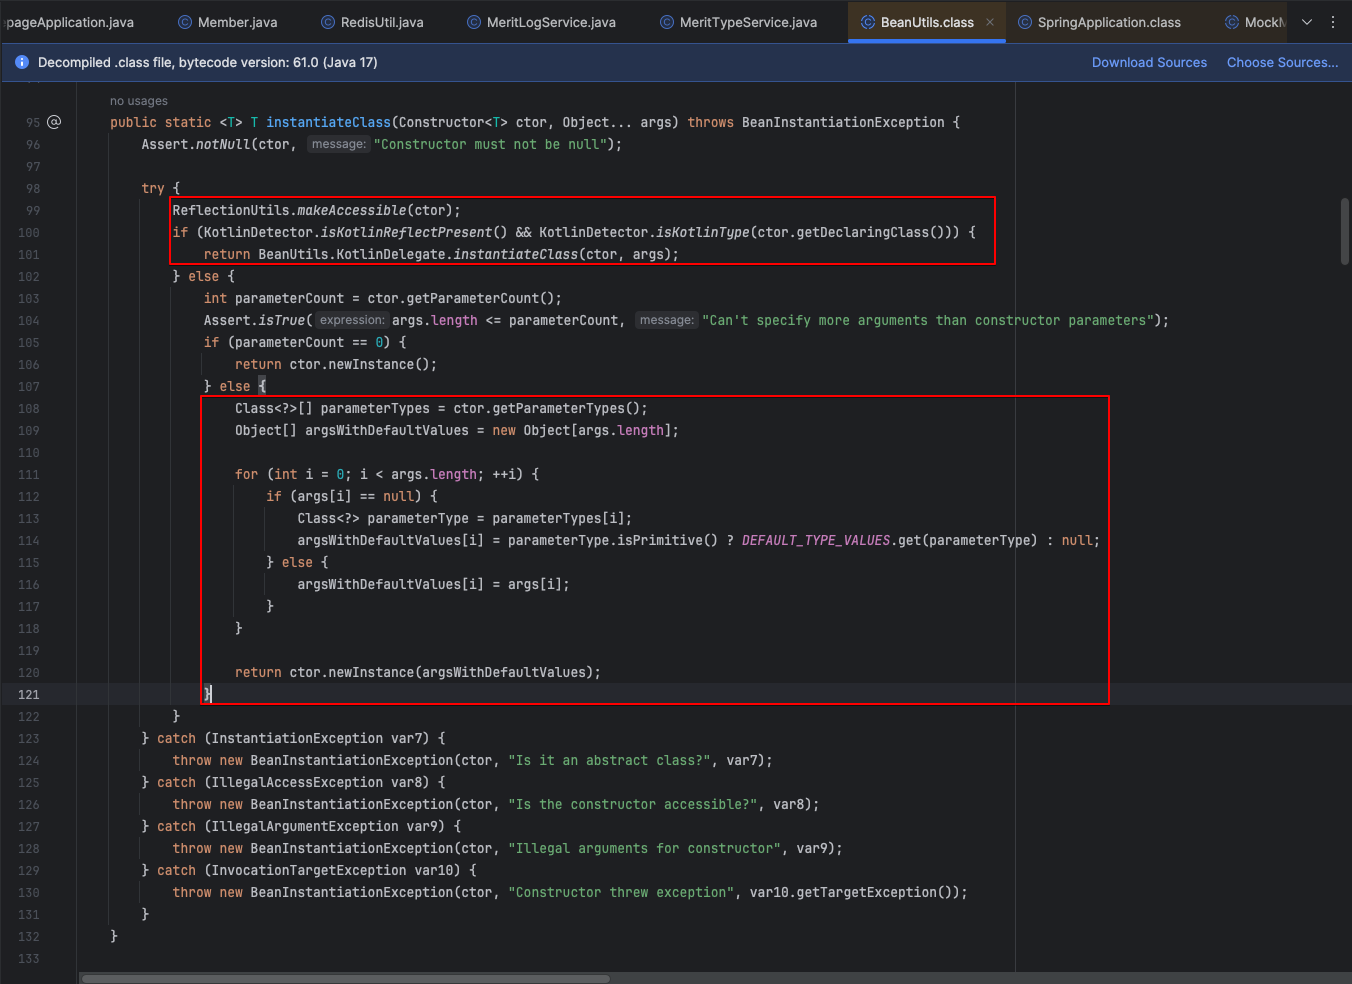 pageApplication.java
Member.java
RedisUtil.java
MeritLogService.java
MeritTypeService.java
BeanUtils.class
SpringApplication.class
MockM
Decompiled .class file, bytecode version: 61.0 (Java 17)
Download Sources
Choose Sources...
no usages
95 public static <T> T instantiateClass(Constructor<T> ctor, Object... args) throws BeanInstantiationException {
96 Assert.notNull(ctor, message: "Constructor must not be null");
97
98 try {
99 ReflectionUtils.makeAccessible(ctor);
100 if (KotlinDetector.isKotlinReflectPresent() && KotlinDetector.isKotlinType(ctor.getDeclaringClass())) {
101 return BeanUtils.KotlinDelegate.instantiateClass(ctor, args);
102 } else {
103 int parameterCount = ctor.getParameterCount();
104 Assert.isTrue( expression: args.length <= parameterCount, message: "Can't specify more arguments than constructor parameters");
105 if (parameterCount == 0) {
106 return ctor.newInstance();
107 } else {
108 Class<?>[] parameterTypes = ctor.getParameterTypes();
109 Object[] argsWithDefaultValues = new Object[args.length];
110
111 for (int i = 0; i < args.length; ++i) {
112 if (args[i] == null) {
113 Class<?> parameterType = parameterTypes[i];
114 argsWithDefaultValues[i] = parameterType.isPrimitive() ? DEFAULT_TYPE_VALUES.get(parameterType) : null;
115 } else {
116 argsWithDefaultValues[i] = args[i];
117 }
118 }
119
120 return ctor.newInstance(argsWithDefaultValues);
121 }
122 }
123 } catch (InstantiationException var7) {
124 throw new BeanInstantiationException(ctor, "Is it an abstract class?", var7);
125 } catch (IllegalAccessException var8) {
126 throw new BeanInstantiationException(ctor, "Is the constructor accessible?", var8);
127 } catch (IllegalArgumentException var9) {
128 throw new BeanInstantiationException(ctor, "Illegal arguments for constructor", var9);
129 } catch (InvocationTargetException var10) {
130 throw new BeanInstantiationException(ctor, "Constructor threw exception", var10.getTargetException());
131 }
132 }
133